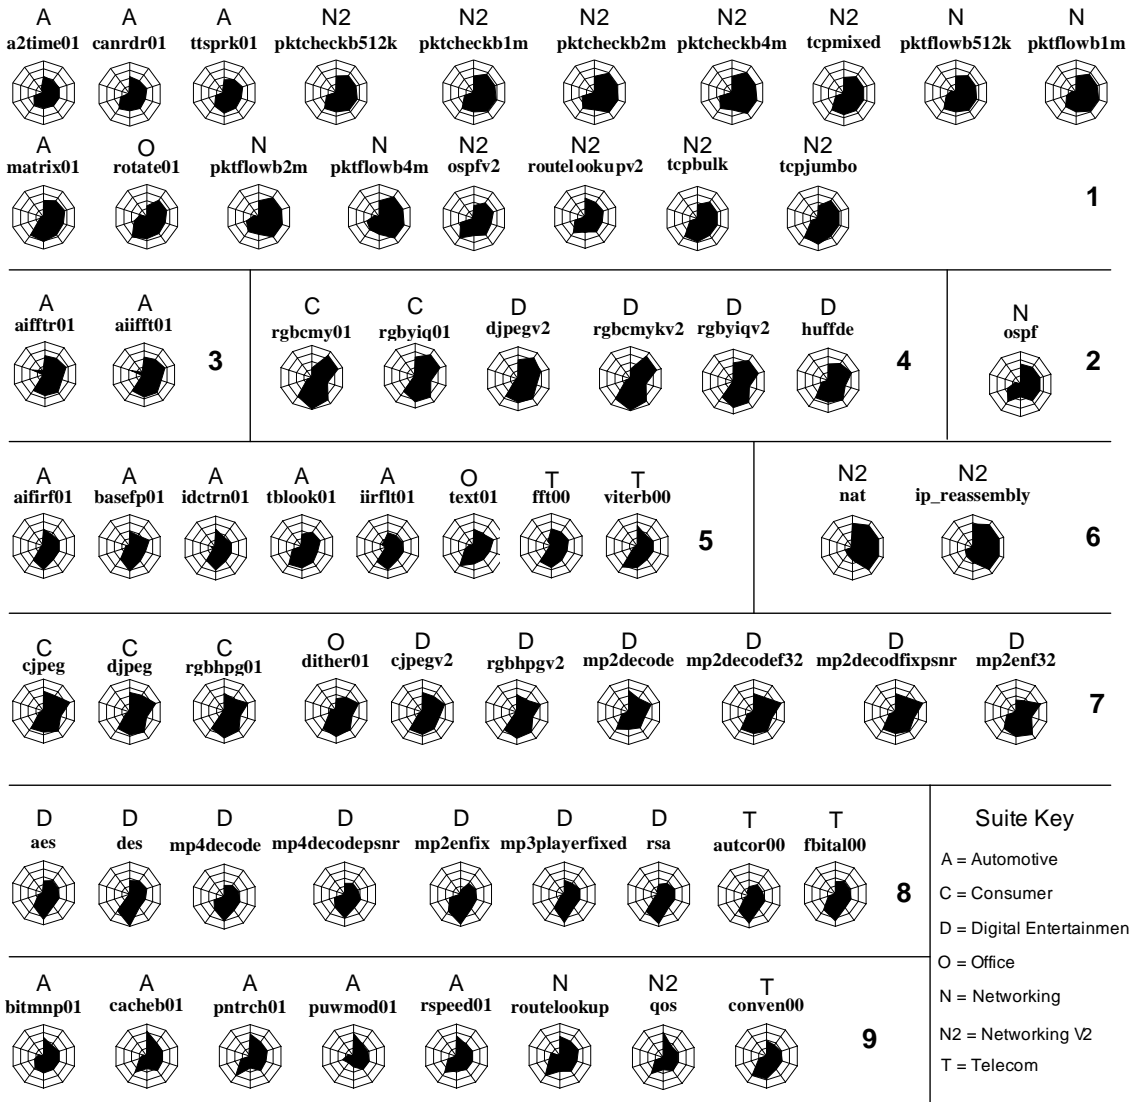 A A A N2 N2 N2 N2 N2 N N
a2time01 canrdr01 ttsprk01 pktcheckb512k pktcheckb1m pktcheckb2m pktcheckb4m tcpmixed pktflowb512k pktflowb1m
A O N N N2 N2 N2 N2
matrix01 rotate01 pktflowb2m pktflowb4m ospfv2 routelookupv2 tcpbulk tcpjumbo
1
A A
aifftr01 aiifft01
3
C C D D D D
rgbcmy01 rgbyiq01 djpegv2 rgbcmykv2 rgbyiqv2 huffde
4
N
ospf
2
A A A A A O T T
aifirf01 basefp01 idctrn01 tblook01 iirflt01 text01 fft00 viterb00
5
N2 N2
nat ip_reassembly
6
C C C O D D D D D D
cjpeg djpeg rgbhpg01 dither01 cjpegv2 rgbhpgv2 mp2decode mp2decodef32 mp2decodfixpsnr mp2enf32
7
D D D D D D D T T
aes des mp4decode mp4decodepsnr mp2enfix mp3playerfixed rsa autcor00 fbital00
8
A A A A A N N2 T
bitmnp01 cacheb01 pntrch01 puwmod01 rspeed01 routelookup qos conven00
9
Suite Key
A = Automotive
C = Consumer
D = Digital Entertainmen
O = Office
N = Networking
N2 = Networking V2
T = Telecom